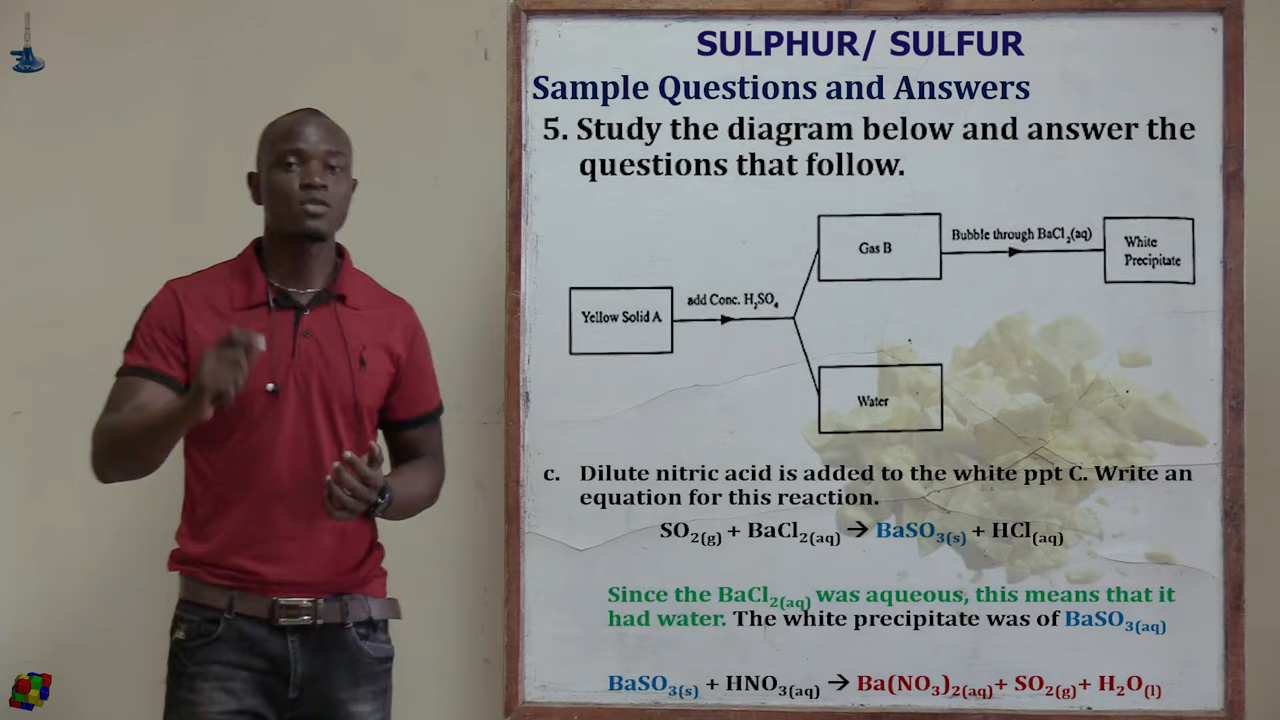 SULPHUR/ SULFUR
Sample Questions and Answers
5. Study the diagram below and answer the
questions that follow.
Gas B
Bubble through BaCl₂(aq)
White
Precipitate
Yellow Solid A
add Conc. H₂SO₄
Water
c. Dilute nitric acid is added to the white ppt C. Write an
equation for this reaction.
SO₂(g) + BaCl₂(aq) → BaSO₃(s) + HCl(aq)
Since the BaCl₂(aq) was aqueous, this means that it
had water. The white precipitate was of BaSO₃(aq)
BaSO₃(s) + HNO₃(aq) → Ba(NO₃)₂(aq)+ SO₂(g)+ H₂O(l)